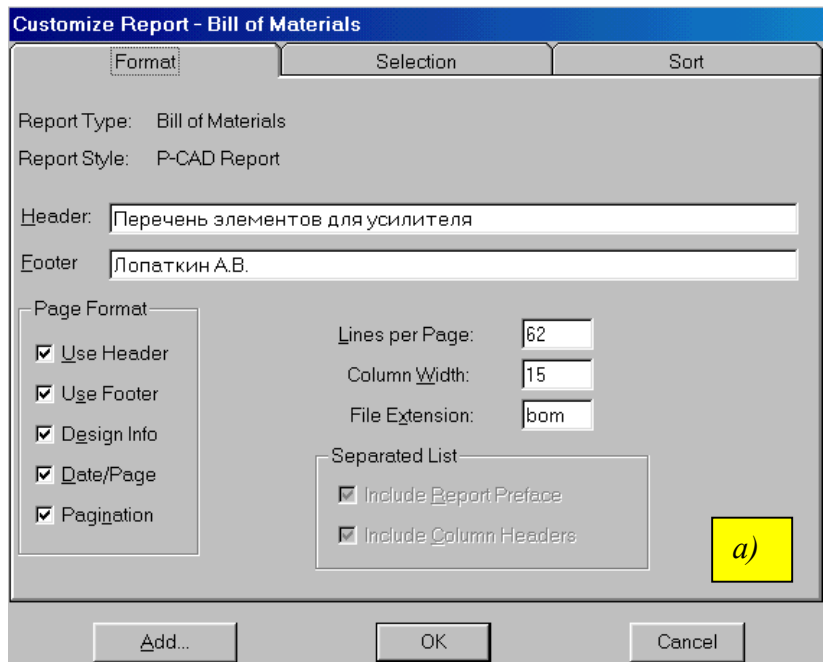 Customize Report - Bill of Materials
Format Selection Sort
Report Type: Bill of Materials
Report Style: P-CAD Report
Header: Перечень элементов для усилителя
Footer Лопаткин А.В.
Page Format
Use Header
Use Footer
Design Info
Date/Page
Pagination
Lines per Page: 62
Column Width: 15
File Extension: bom
Separated List
Include Report Preface
Include Column Headers
а)
Add... OK Cancel